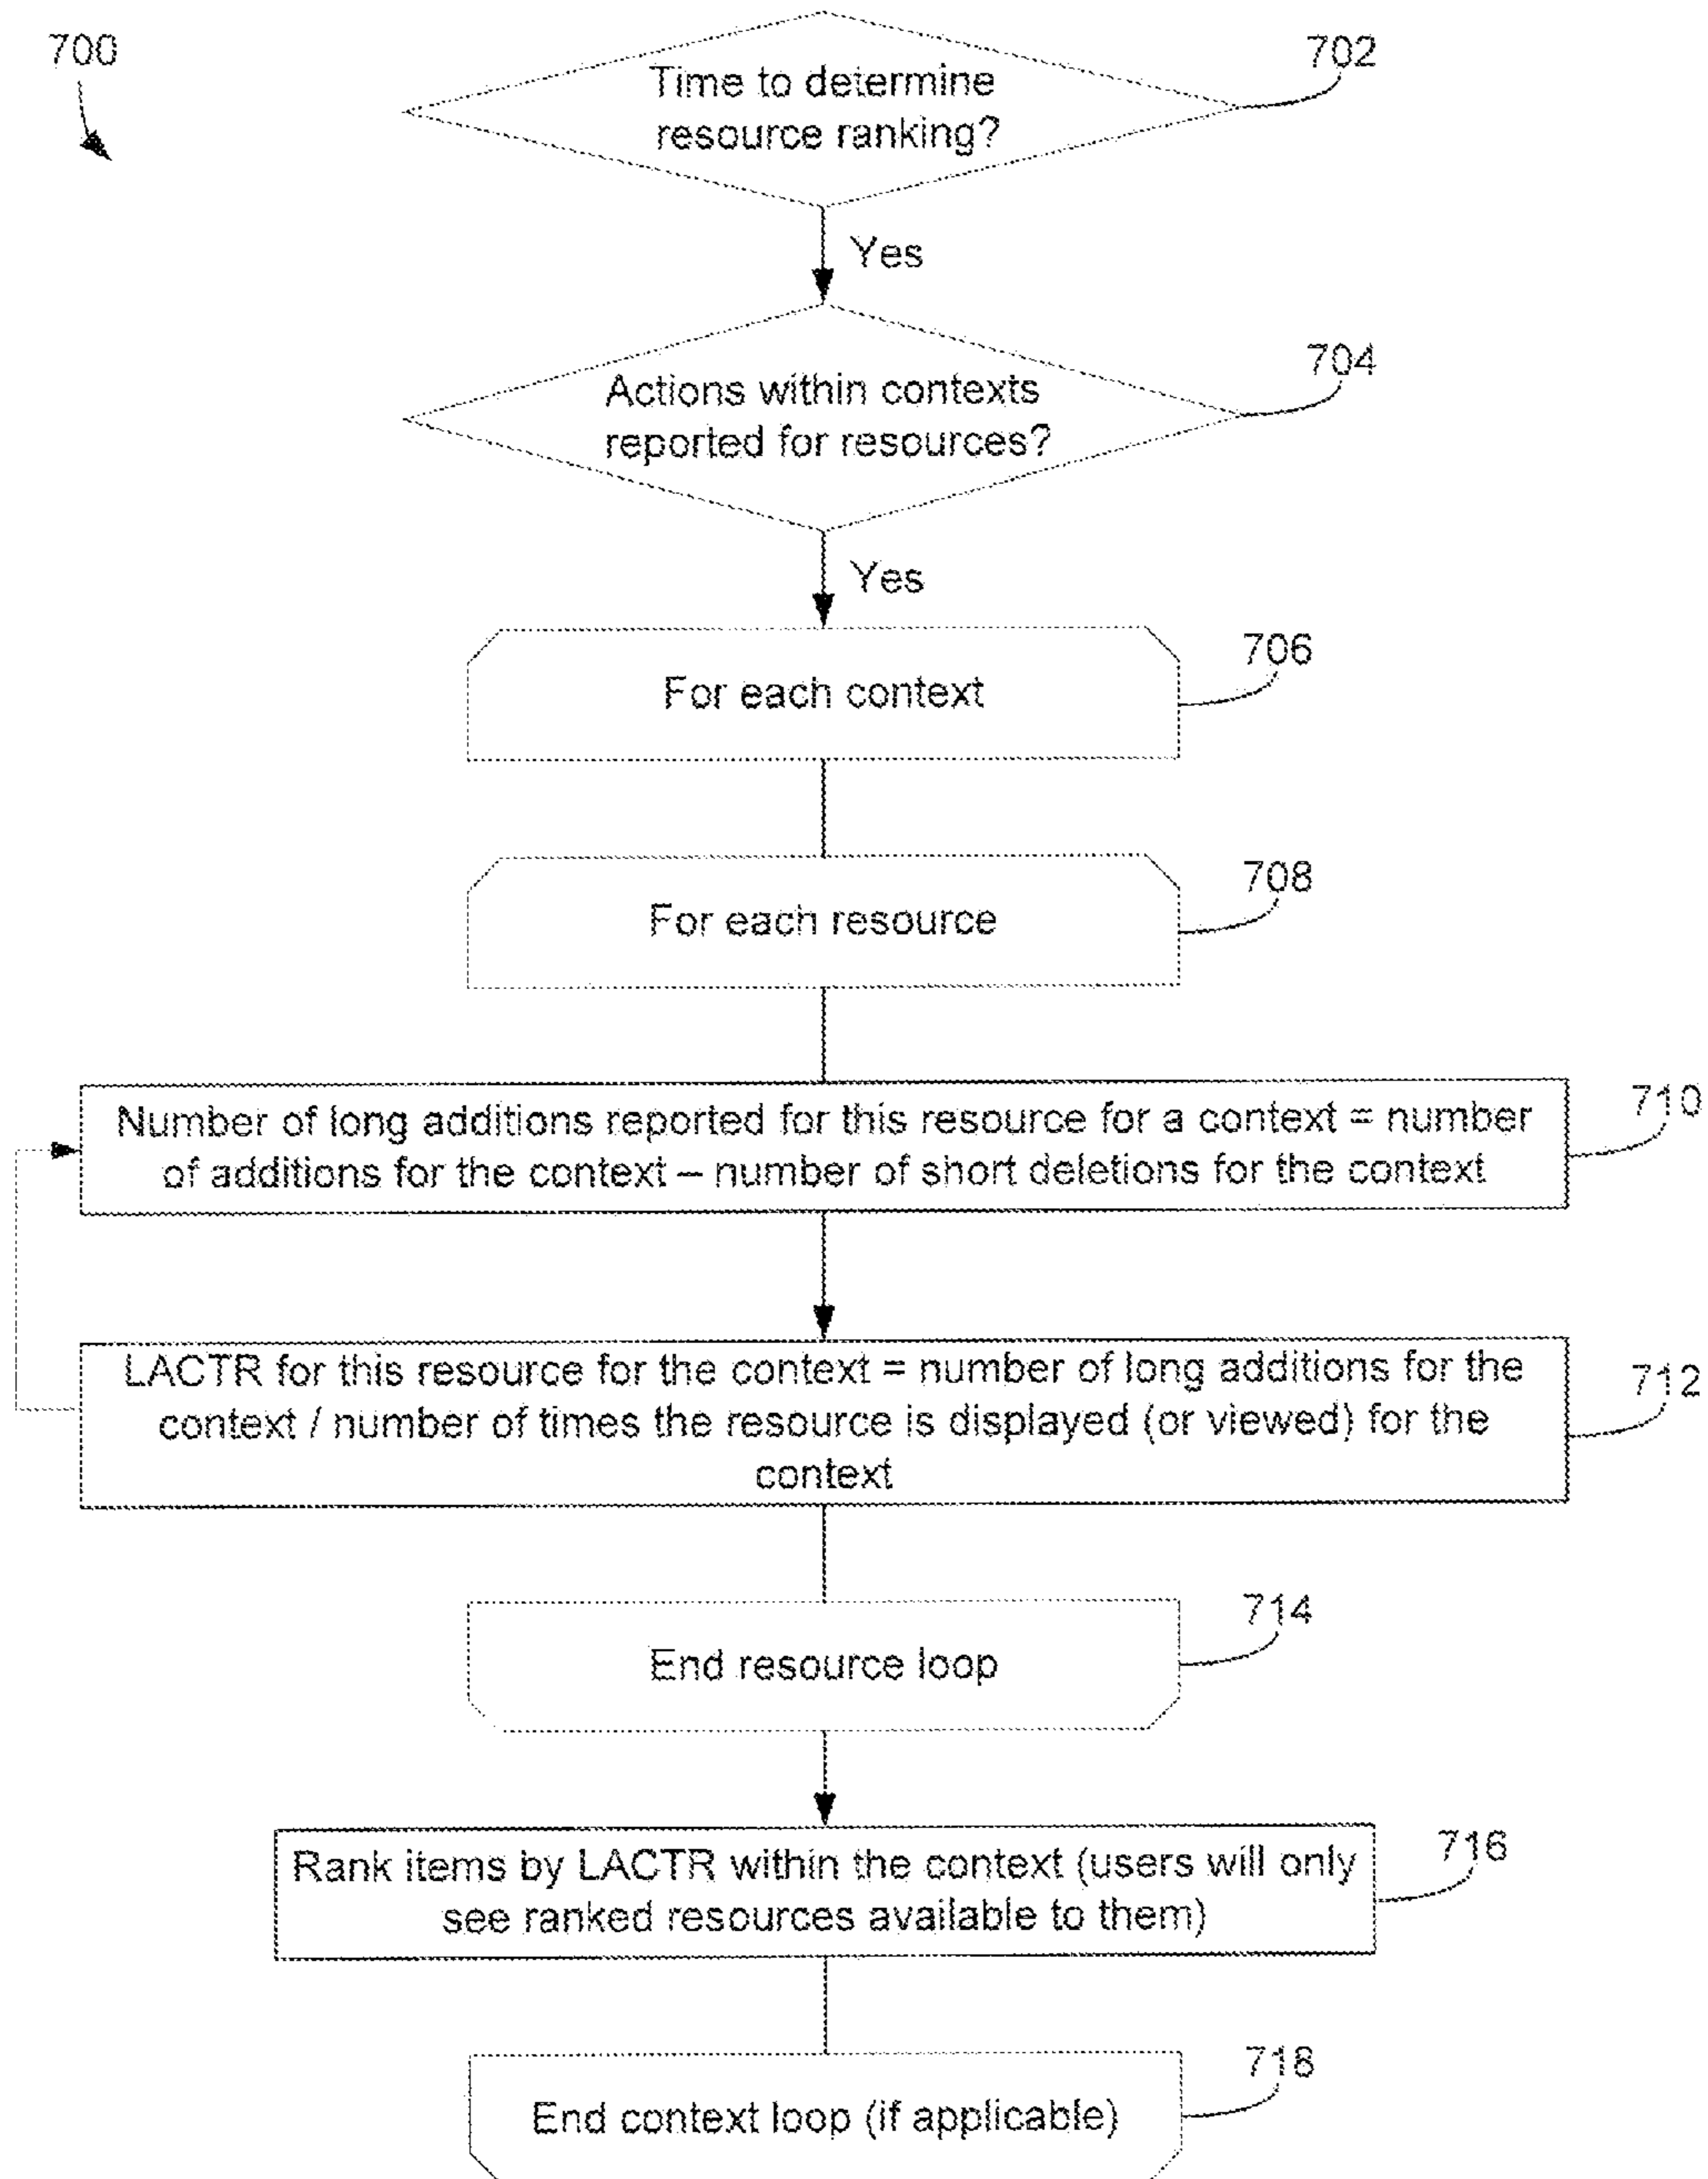 700
702
Time to determine
resource ranking?
Yes
704
Actions within contexts
reported for resources?
Yes
706
For each context
708
For each resource
710
Number of long additions reported for this resource for a context = number
of additions for the context – number of short deletions for the context
712
LACTR for this resource for the context = number of long additions for the
context / number of times the resource is displayed (or viewed) for the
context
714
End resource loop
716
Rank items by LACTR within the context (users will only
see ranked resources available to them)
718
End context loop (if applicable)